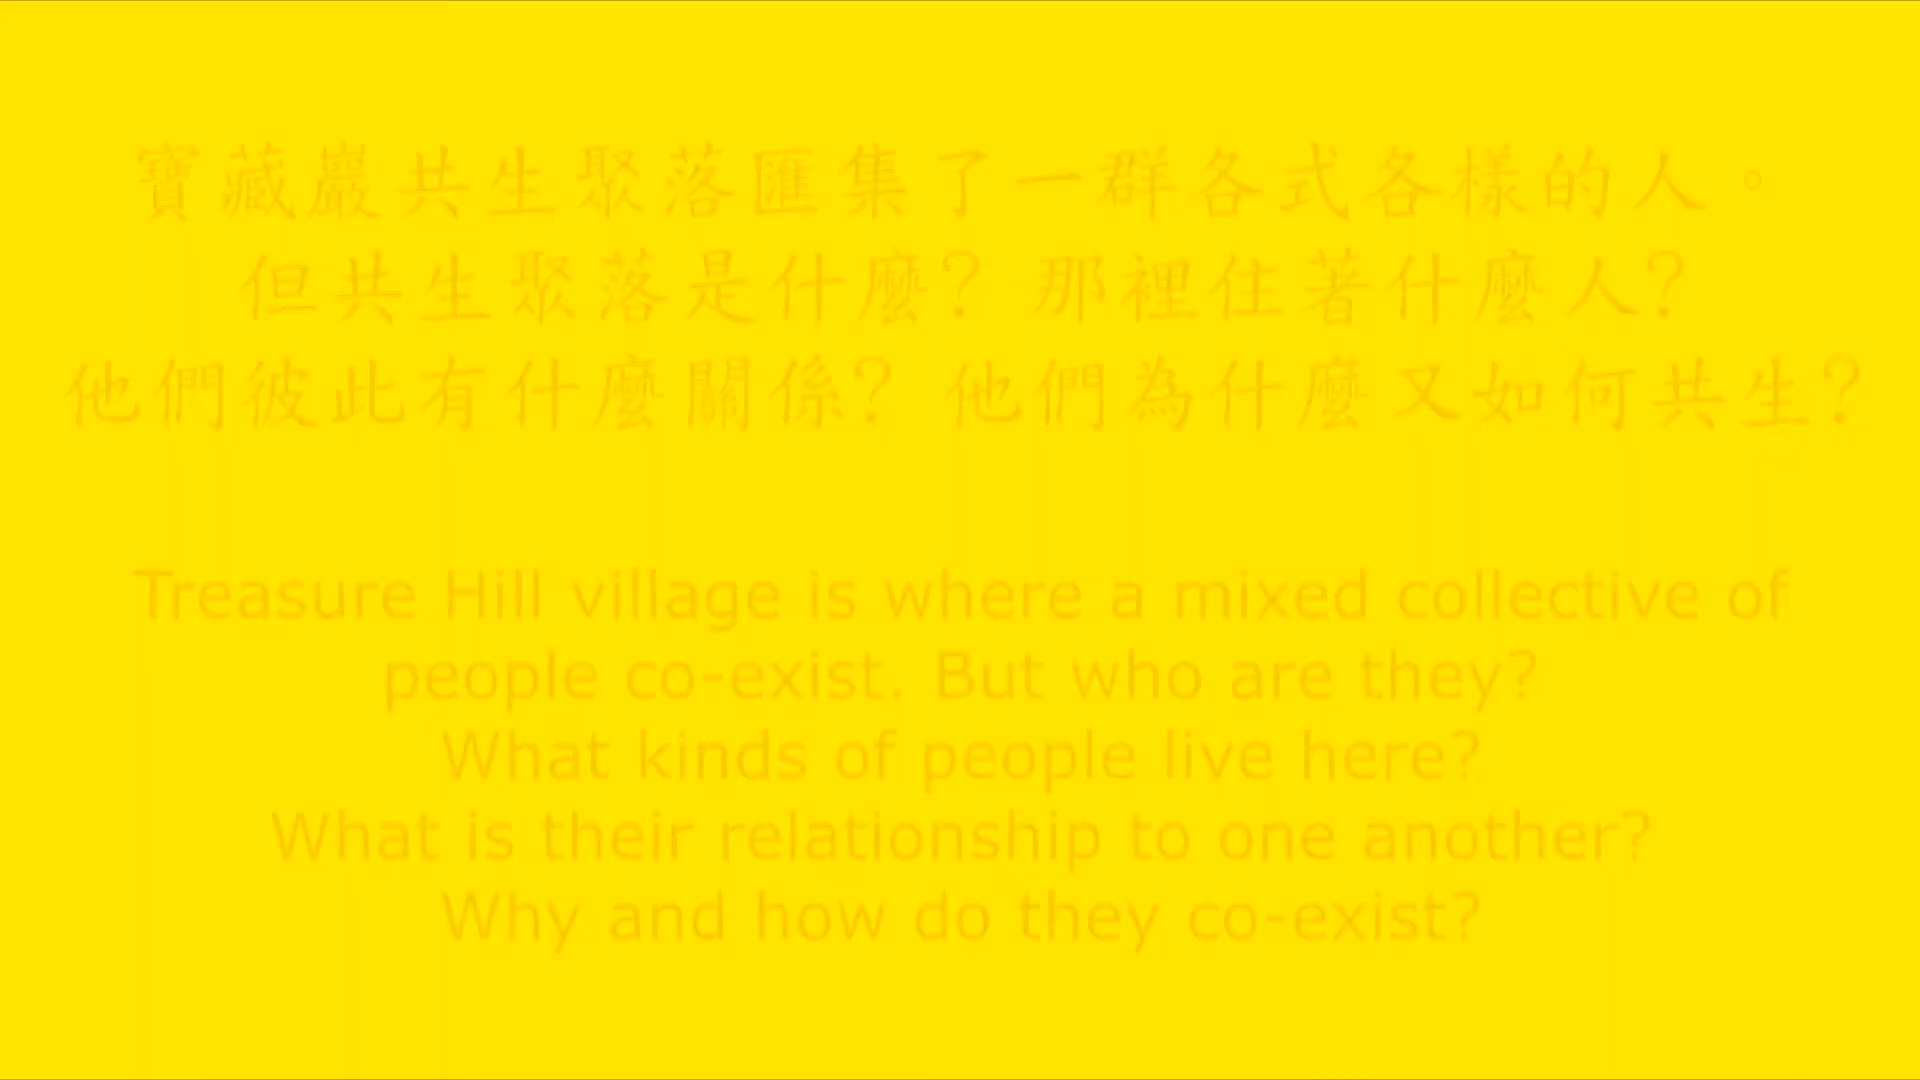 寶藏巖共生聚落匯集了一群各式各樣的人。
但共生聚落是什麼? 那裡住著什麼人?
他們彼此有什麼關係? 他們為什麼又如何共生?
Treasure Hill village is where a mixed collective of
people co-exist. But who are they?
What kinds of people live here?
What is their relationship to one another?
Why and how do they co-exist?